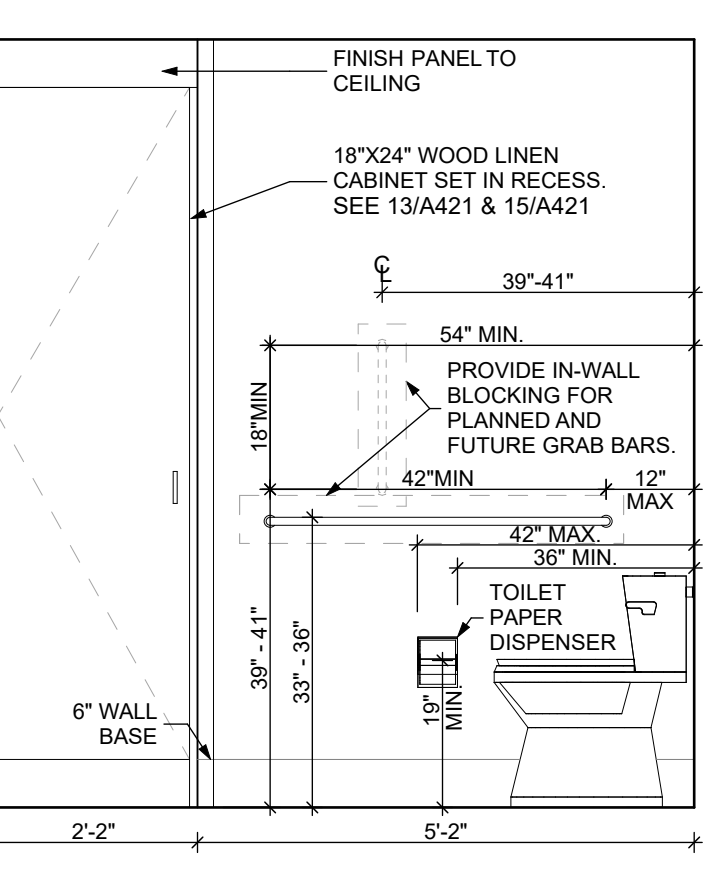 FINISH PANEL TO
CEILING
18"X24" WOOD LINEN
CABINET SET IN RECESS.
SEE 13/A421 & 15/A421
℄
39"-41"
54" MIN.
PROVIDE IN-WALL
BLOCKING FOR
PLANNED AND
FUTURE GRAB BARS.
18"MIN
42"MIN
12"
MAX
42" MAX.
36" MIN.
TOILET
PAPER
DISPENSER
39" - 41"
33" - 36"
19"
MIN.
6" WALL
BASE
2'-2"
5'-2"